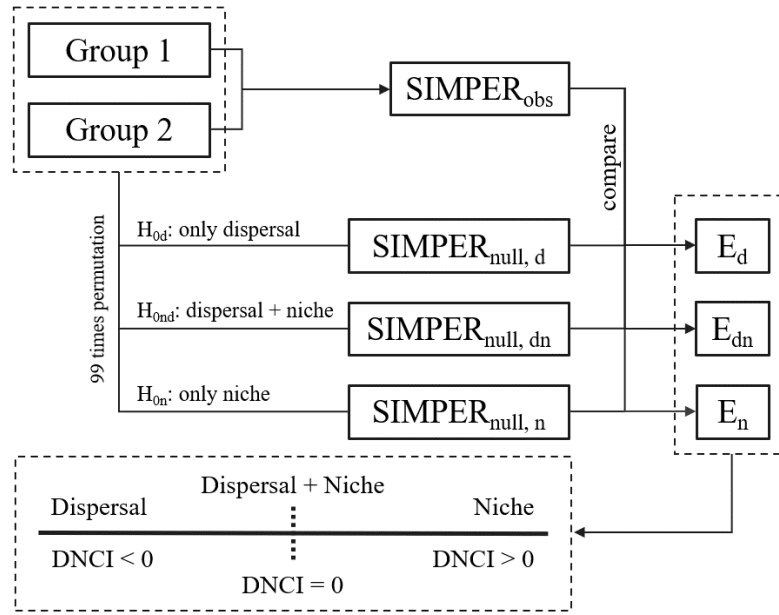 Group 1
Group 2
SIMPERobs
compare
99 times permutation
H0d: only dispersal
SIMPERnull, d
Ed
H0nd: dispersal + niche
SIMPERnull, dn
Edn
H0n: only niche
SIMPERnull, n
En
Dispersal
Dispersal + Niche
Niche
DNCI < 0
DNCI = 0
DNCI > 0